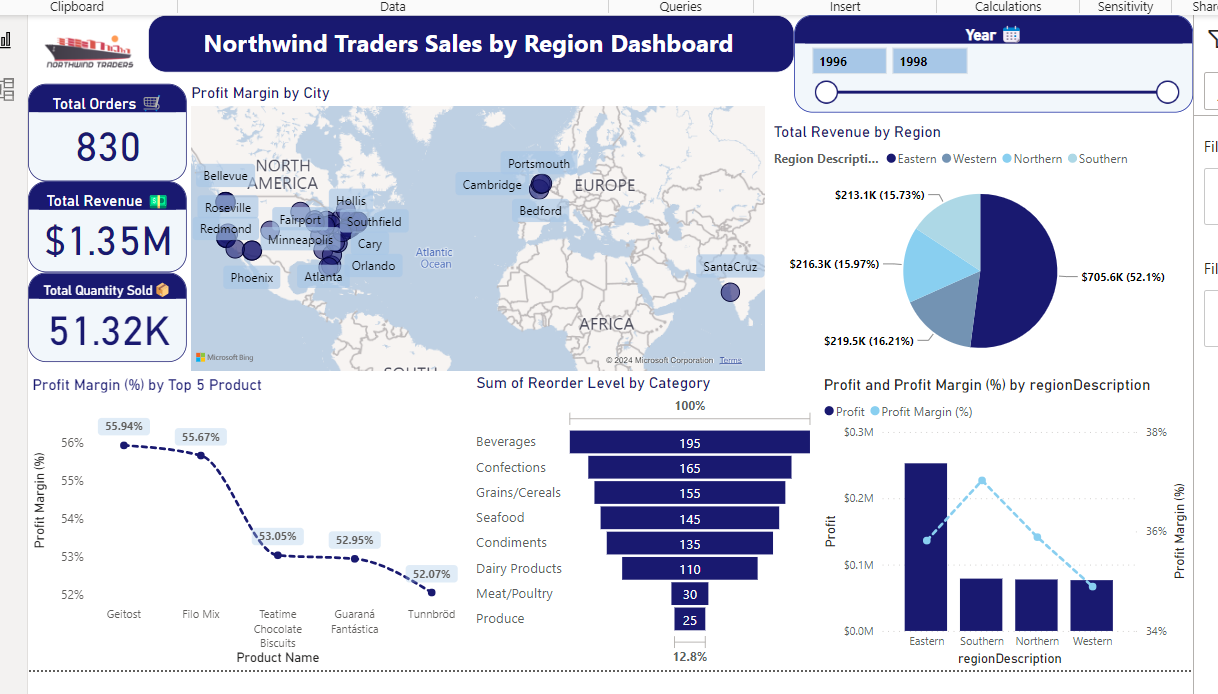 Clipboard
Data
Queries
Insert
Calculations
Sensitivity
NORTHWIND TRADERS
Northwind Traders Sales by Region Dashboard
Year
1996
1998
Total Orders
830
Total Revenue
$1.35M
Total Quantity Sold
51.32K
Profit Margin by City
Bellevue
NORTH
AMERICA
Roseville
Redmond
Fairport
Hollis
Southfield
Minneapolis
Cary
Orlando
Phoenix
Atlanta
Atlantic
Ocean
Portsmouth
Cambridge
EUROPE
Bedford
SantaCruz
AFRICA
Microsoft Bing
© 2024 Microsoft Corporation
Terms
Total Revenue by Region
Region Descripti... Eastern Western Northern Southern
$213.1K (15.73%)
$216.3K (15.97%)
$705.6K (52.1%)
$219.5K (16.21%)
Profit Margin (%) by Top 5 Product
Profit Margin (%)
56%
55%
54%
53%
52%
55.94%
55.67%
53.05%
52.95%
52.07%
Geitost
Filo Mix
Teatime
Chocolate
Biscuits
Guaraná
Fantástica
Tunnbröd
Product Name
Sum of Reorder Level by Category
100%
Beverages 195
Confections 165
Grains/Cereals 155
Seafood 145
Condiments 135
Dairy Products 110
Meat/Poultry 30
Produce 25
12.8%
Profit and Profit Margin (%) by regionDescription
Profit Profit Margin (%)
$0.3M
$0.2M
$0.1M
$0.0M
Profit
38%
36%
34%
Profit Margin (%)
Eastern
Southern
Northern
Western
regionDescription